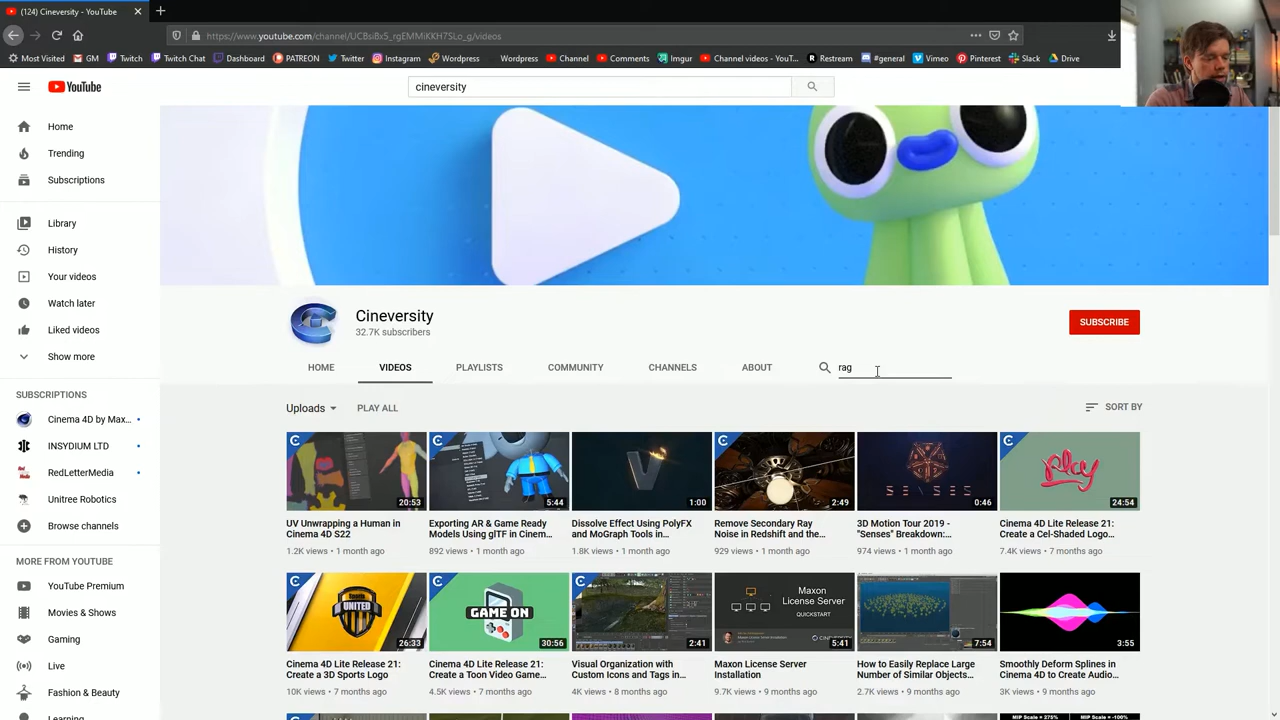 (124) Cineversity - YouTube
https://www.youtube.com/channel/UCBsiBx5_rgEMMiKKH7SLo_g/videos
Most Visited GM Twitch Twitch Chat Dashboard PATREON Twitter Instagram Wordpress Wordpress Channel Comments Imgur Channel videos - YouT... Restream #general Vimeo Pinterest Slack Drive
YouTube
cineversity
Home
Trending
Subscriptions
Library
History
Your videos
Watch later
Liked videos
Show more
SUBSCRIPTIONS
Cinema 4D by Max...
INSYDIUM LTD
RedLetterMedia
Unitree Robotics
Browse channels
MORE FROM YOUTUBE
YouTube Premium
Movies & Shows
Gaming
Live
Fashion & Beauty
Learning
Cineversity
32.7K subscribers
SUBSCRIBE
HOME VIDEOS PLAYLISTS COMMUNITY CHANNELS ABOUT rag
Uploads PLAY ALL SORT BY
20:53
UV Unwrapping a Human in
Cinema 4D S22
1.2K views • 1 month ago
5:44
Exporting AR & Game Ready
Models Using glTF in Cinem...
892 views • 1 month ago
V
1:00
Dissolve Effect Using PolyFX
and MoGraph Tools in...
1.8K views • 1 month ago
2:49
Remove Secondary Ray
Noise in Redshift and the...
929 views • 1 month ago
SENSES
0:46
3D Motion Tour 2019 -
"Senses" Breakdown:...
974 views • 1 month ago
play
24:54
Cinema 4D Lite Release 21:
Create a Cel-Shaded Logo...
7.4K views • 7 months ago
UNITED
26:33
Cinema 4D Lite Release 21:
Create a 3D Sports Logo
10K views • 7 months ago
GAME ON
30:56
Cinema 4D Lite Release 21:
Create a Toon Video Game...
4.5K views • 7 months ago
2:41
Visual Organization with
Custom Icons and Tags in...
4K views • 8 months ago
Maxon
License Server
QUICKSTART
CINEVERSITY
5:41
Maxon License Server
Installation
9.7K views • 9 months ago
7:54
How to Easily Replace Large
Number of Similar Objects...
2.7K views • 9 months ago
3:55
Smoothly Deform Splines in
Cinema 4D to Create Audio...
3K views • 9 months ago
MIP Scale = 275% MIP Scale = -100%